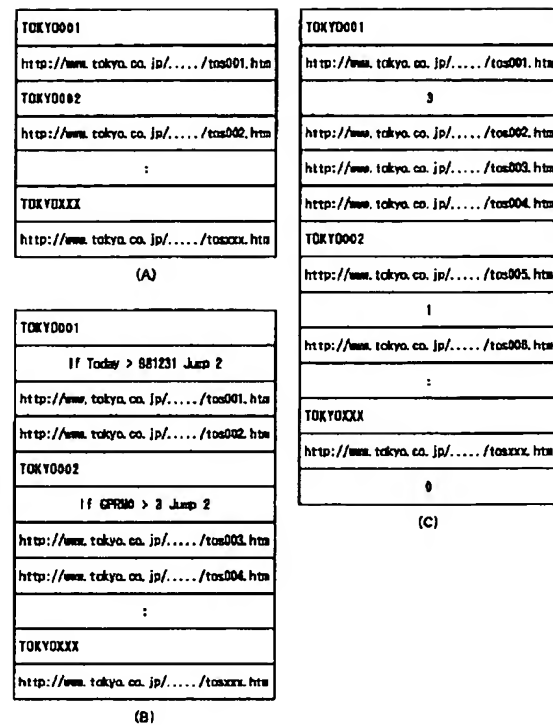 TOKYO001
http://www.tokyo.co.jp/...../tos001.htm
TOKYO002
http://www.tokyo.co.jp/...../tos002.htm
:
TOKYOXXX
http://www.tokyo.co.jp/...../tosxxx.htm
(A)
TOKYO001
If Today > 981231 Jump 2
http://www.tokyo.co.jp/...../tos001.htm
http://www.tokyo.co.jp/...../tos002.htm
TOKYO002
If GPRM0 > 3 Jump 2
http://www.tokyo.co.jp/...../tos003.htm
http://www.tokyo.co.jp/...../tos004.htm
:
TOKYOXXX
http://www.tokyo.co.jp/...../tosxxx.htm
(B)
TOKYO001
http://www.tokyo.co.jp/...../tos001.htm
3
http://www.tokyo.co.jp/...../tos002.htm
http://www.tokyo.co.jp/...../tos003.htm
http://www.tokyo.co.jp/...../tos004.htm
TOKYO002
http://www.tokyo.co.jp/...../tos005.htm
1
http://www.tokyo.co.jp/...../tos006.htm
:
TOKYOXXX
http://www.tokyo.co.jp/...../tosxxx.htm
0
(C)